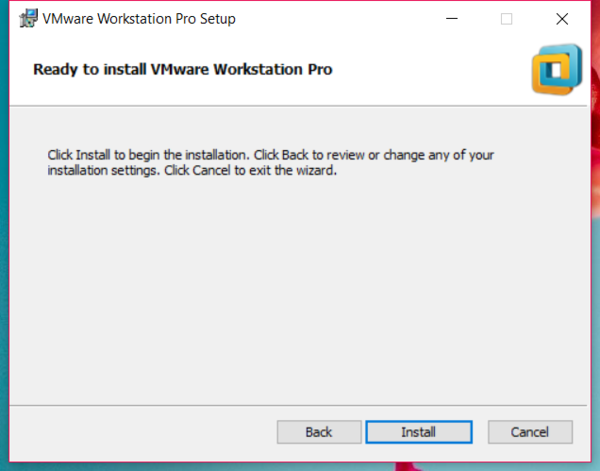 VMware Workstation Pro Setup
Ready to install VMware Workstation Pro
Click Install to begin the installation. Click Back to review or change any of your
installation settings. Click Cancel to exit the wizard.
Back Install Cancel